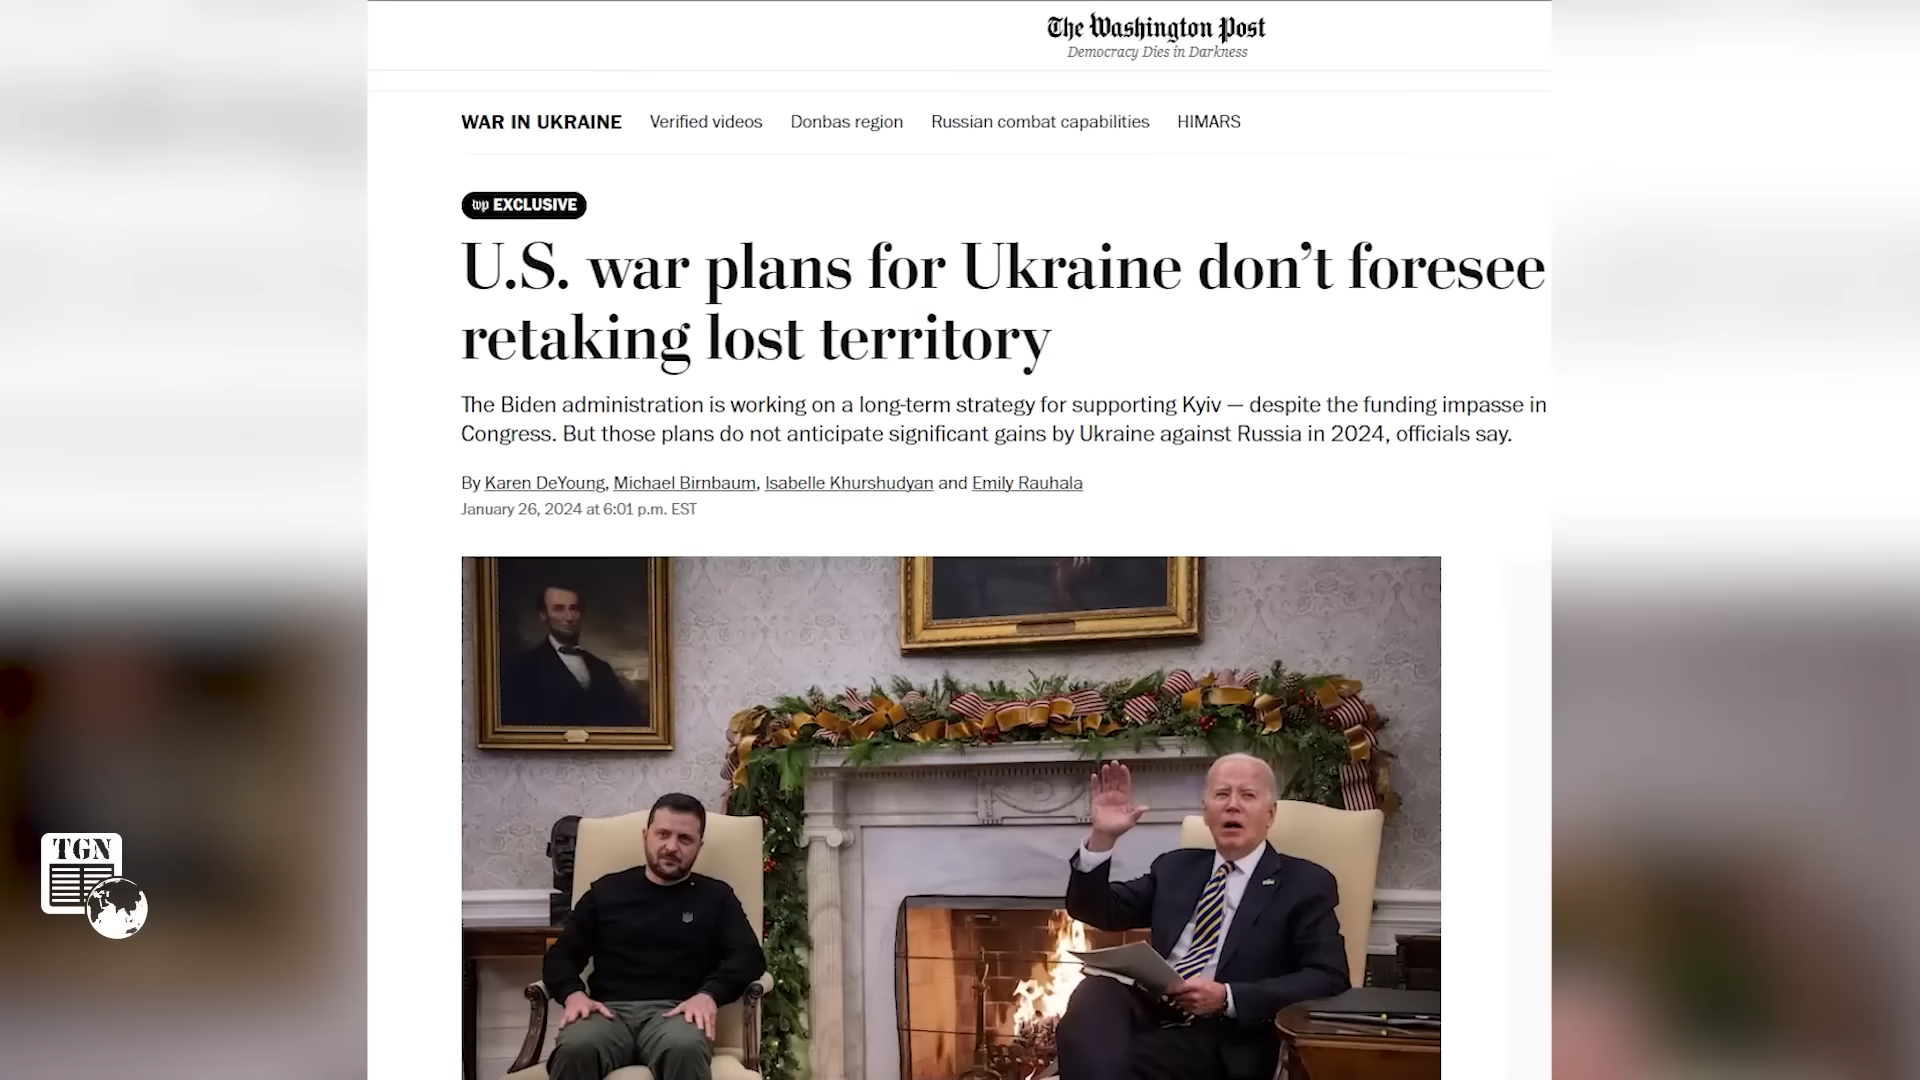 The Washington Post
Democracy Dies in Darkness
WAR IN UKRAINE Verified videos Donbas region Russian combat capabilities HIMARS
wp EXCLUSIVE
U.S. war plans for Ukraine don’t foresee
retaking lost territory
The Biden administration is working on a long-term strategy for supporting Kyiv — despite the funding impasse in
Congress. But those plans do not anticipate significant gains by Ukraine against Russia in 2024, officials say.
By Karen DeYoung, Michael Birnbaum, Isabelle Khurshudyan and Emily Rauhala
January 26, 2024 at 6:01 p.m. EST
TGN